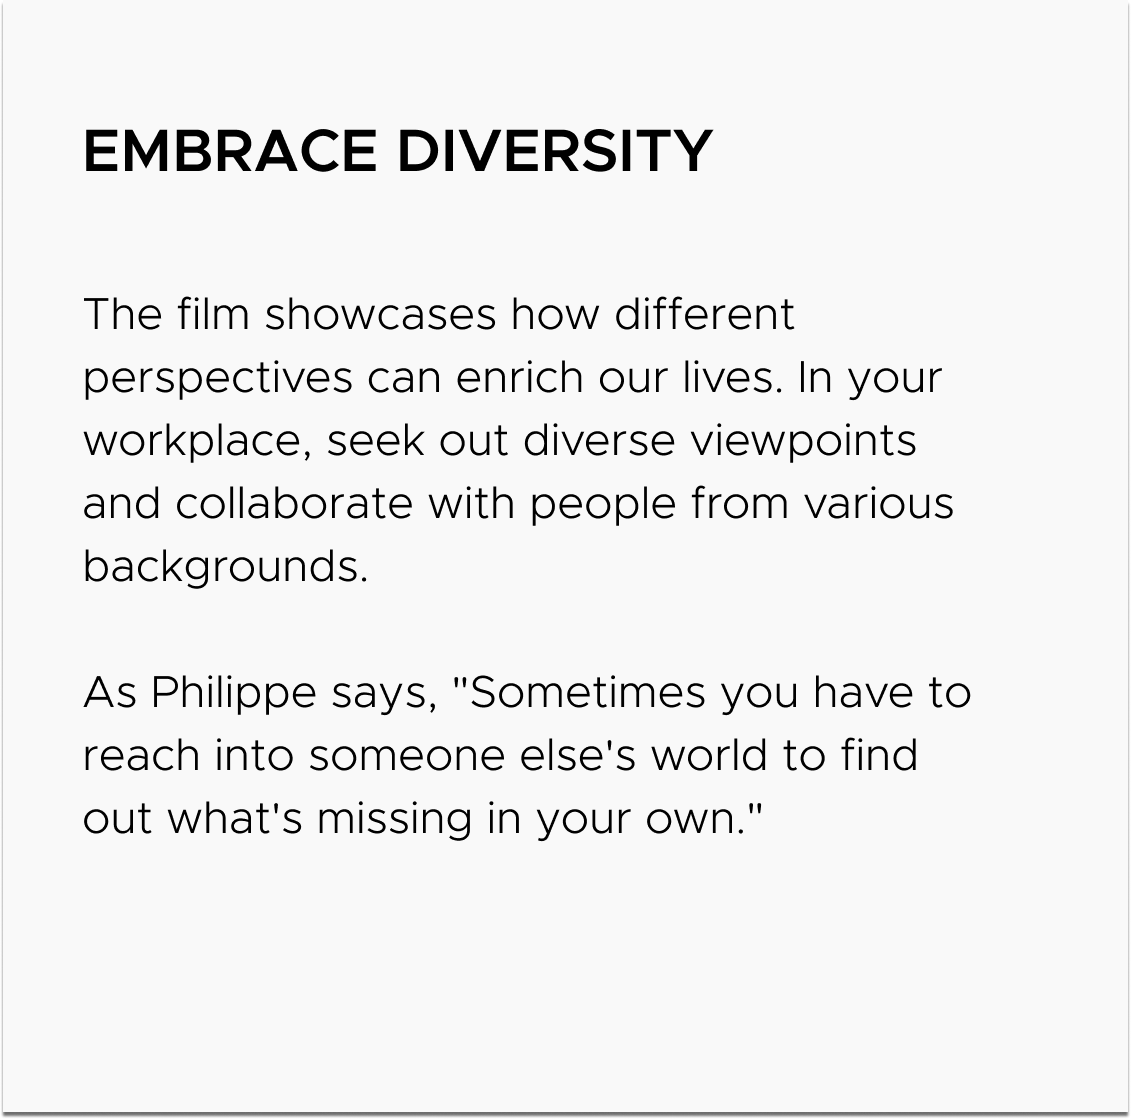 EMBRACE DIVERSITY
The film showcases how different
perspectives can enrich our lives. In your
workplace, seek out diverse viewpoints
and collaborate with people from various
backgrounds.
As Philippe says, "Sometimes you have to
reach into someone else's world to find
out what's missing in your own."